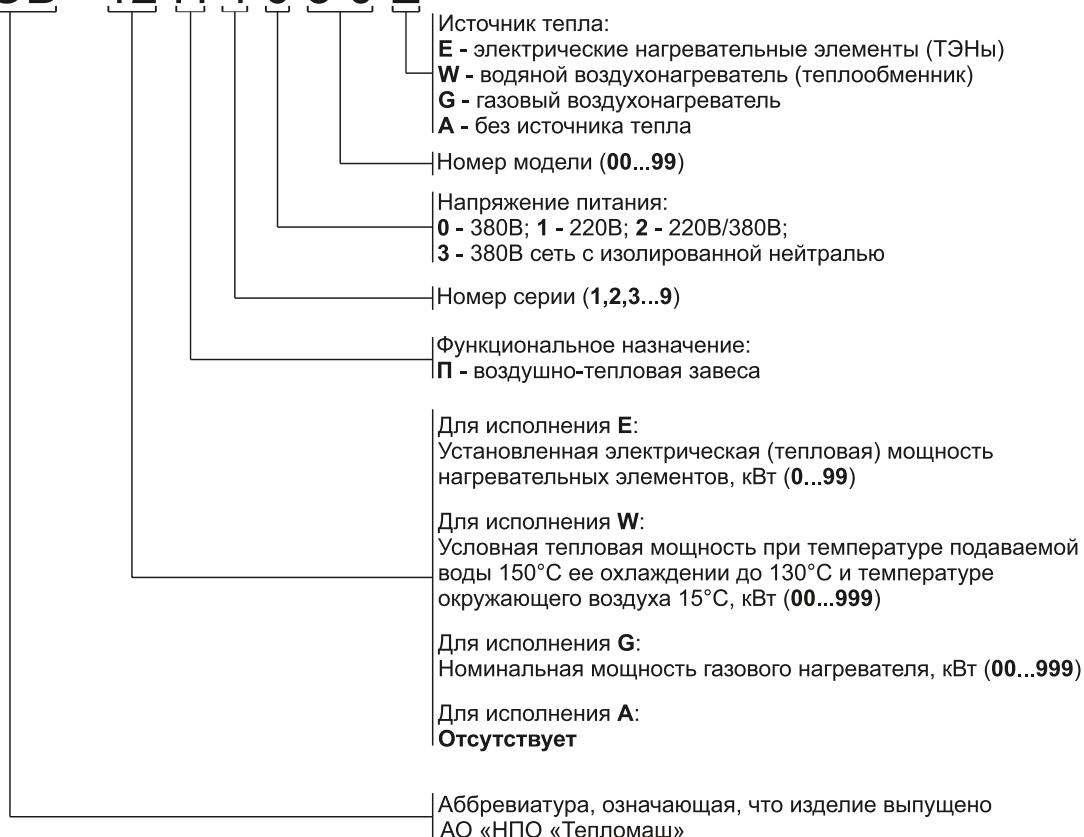 Источник тепла:
E - электрические нагревательные элементы (ТЭНы)
W - водяной воздухонагреватель (теплообменник)
G - газовый воздухонагреватель
A - без источника тепла
Номер модели (00...99)
Напряжение питания:
0 - 380В; 1 - 220В; 2 - 220В/380В;
3 - 380В сеть с изолированной нейтралью
Номер серии (1,2,3...9)
Функциональное назначение:
П - воздушно-тепловая завеса
Для исполнения E:
Установленная электрическая (тепловая) мощность
нагревательных элементов, кВт (0...99)
Для исполнения W:
Условная тепловая мощность при температуре подаваемой
воды 150°С ее охлаждении до 130°С и температуре
окружающего воздуха 15°С, кВт (00...999)
Для исполнения G:
Номинальная мощность газового нагревателя, кВт (00...999)
Для исполнения A:
Отсутствует
Аббревиатура, означающая, что изделие выпущено
АО «НПО «Тепломаш»